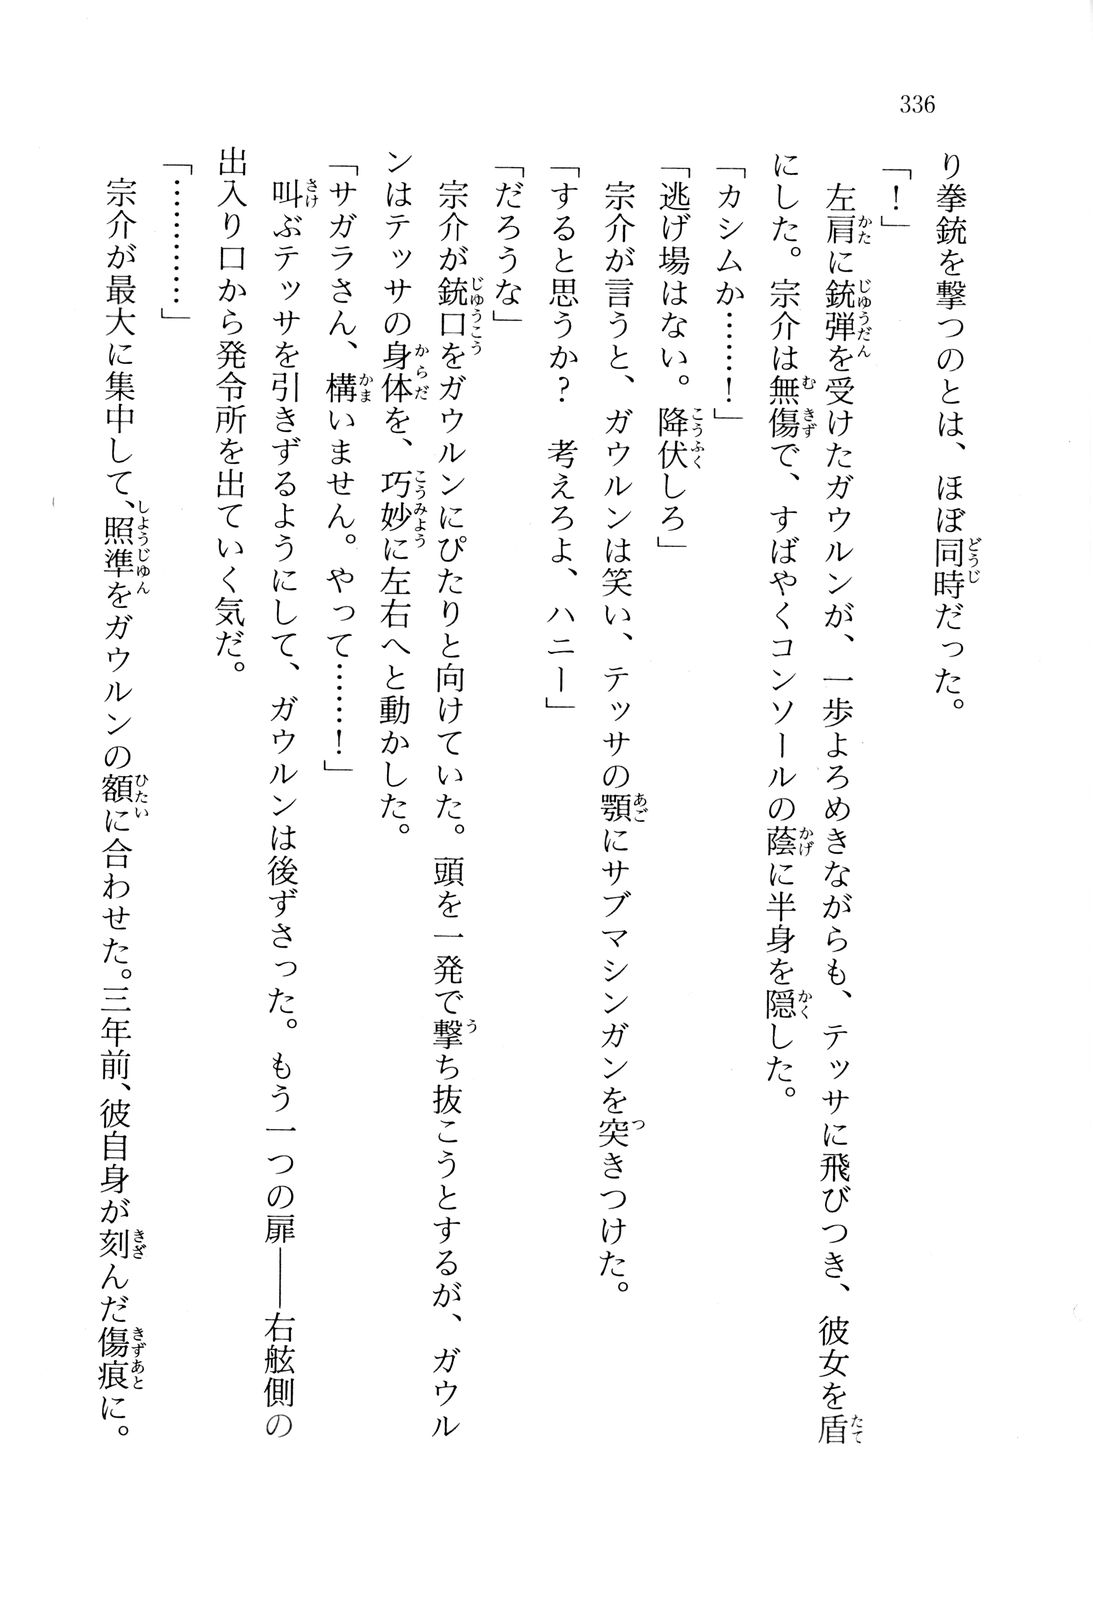 336
り拳銃を撃つのとは、ほぼ同時だった。
「！」
左肩に銃弾を受けたガウルンが、一歩よろめきながらも、テッサに飛びつき、彼女を盾
にした。宗介は無傷で、すばやくコンソールの蔭に半身を隠した。
「カシムか……！」
「逃げ場はない。降伏しろ」
宗介が言うと、ガウルンは笑い、テッサの顎にサブマシンガンを突きつけた。
「すると思うか？　考えろよ、ハニー」
「だろうな」
宗介が銃口をガウルンにぴたりと向けていた。頭を一発で撃ち抜こうとするが、ガウル
ンはテッサの身体を、巧妙に左右へと動かした。
「サガラさん、構いません。やって……！」
叫ぶテッサを引きずるようにして、ガウルンは後ずさった。もう一つの扉――右舷側の
出入り口から発令所を出ていく気だ。
「…………」
宗介が最大に集中して、照準をガウルンの額に合わせた。三年前、彼自身が刻んだ傷痕に。